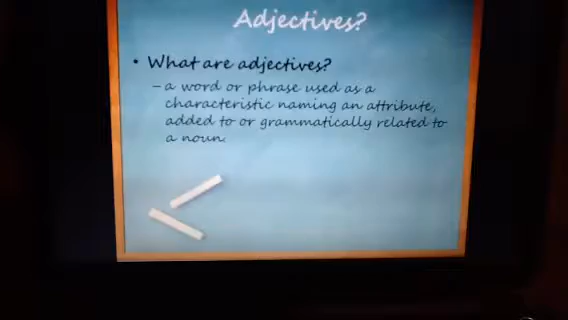 Adjectives?
• What are adjectives?
– a word or phrase used as a
characteristic naming an attribute,
added to or grammatically related to
a noun.